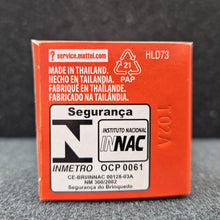 service.mattel.com
HLD73
21
PAP
MADE IN THAILAND.
HECHO EN TAILANDIA.
FABRIQUÉ EN THAÏLANDE.
FABRICADO NA TAILÂNDIA.
102A
Segurança
N
INMETRO
INSTITUTO NACIONAL
INNAC
OCP 0061
CE-BRI/INNAC 00128-03A
NM 300/2002
Segurança do Brinquedo